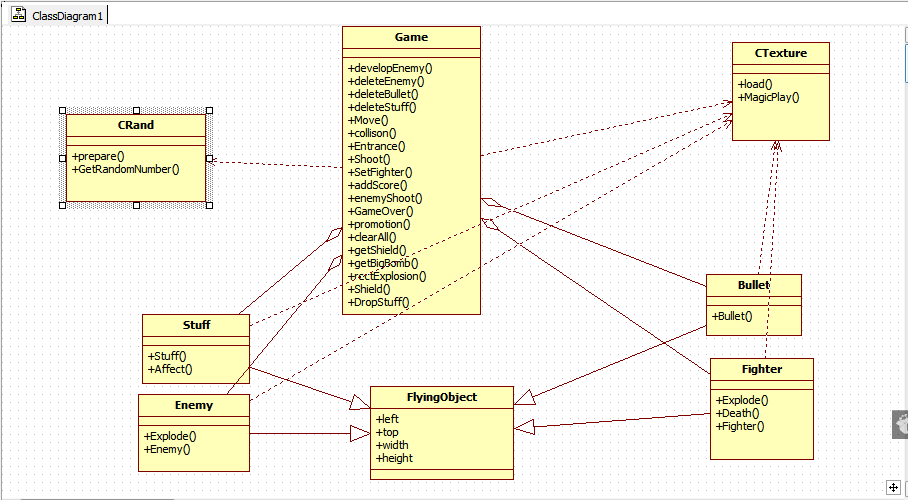 ClassDiagram1
Game
+developEnemy()
+deleteEnemy()
+deleteBullet()
+deleteStuff()
+Move()
+collison()
+Entrance()
+Shoot()
+SetFighter()
+addScore()
+enemyShoot()
+GameOver()
+promotion()
+clearAll()
+getShield()
+getBigBomb()
+rectExplosion()
+Shield()
+DropStuff()
CTexture
+load()
+MagicPlay()
CRand
+prepare()
+GetRandomNumber()
Bullet
+Bullet()
Stuff
+Stuff()
+Affect()
Fighter
+Explode()
+Death()
+Fighter()
FlyingObject
+left
+top
+width
+height
Enemy
+Explode()
+Enemy()